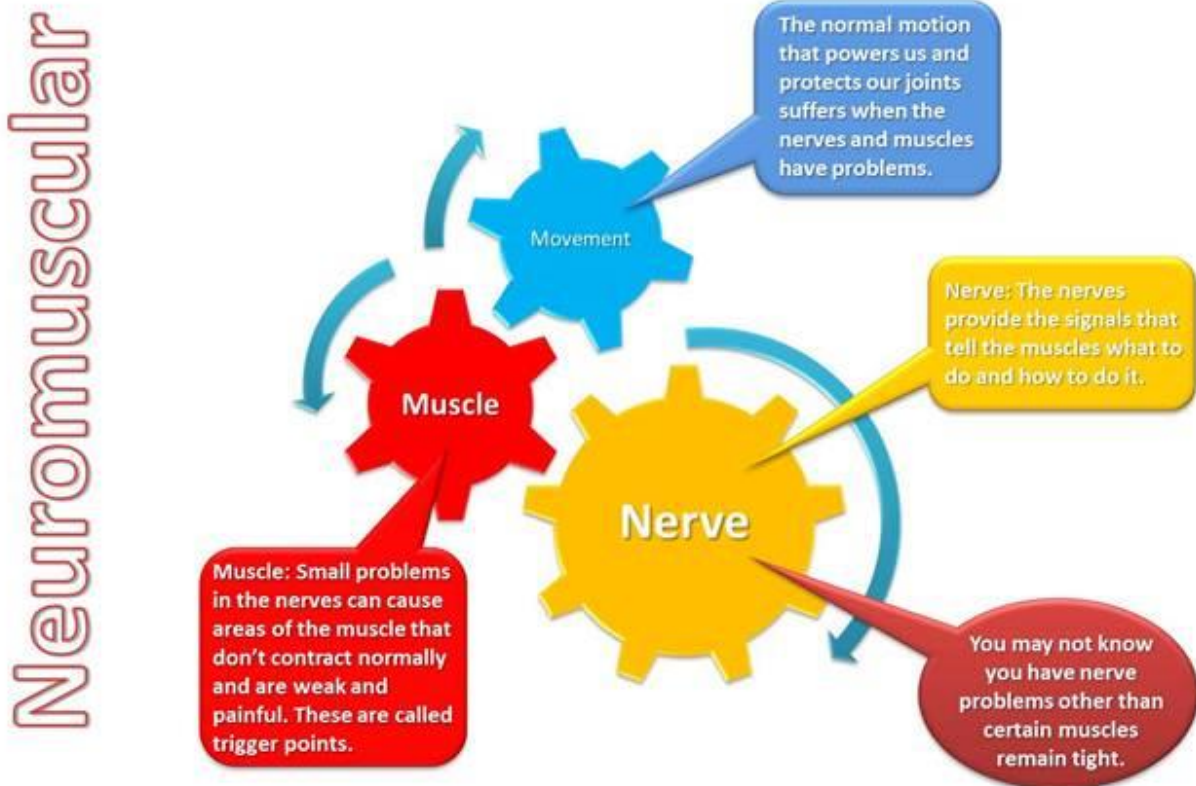 Neuromuscular
The normal motion
that powers us and
protects our joints
suffers when the
nerves and muscles
have problems.
Movement
Nerve: The nerves
provide the signals that
tell the muscles what to
do and how to do it.
Muscle
Nerve
Muscle: Small problems
in the nerves can cause
areas of the muscle that
don’t contract normally
and are weak and
painful. These are called
trigger points.
You may not know
you have nerve
problems other than
certain muscles
remain tight.